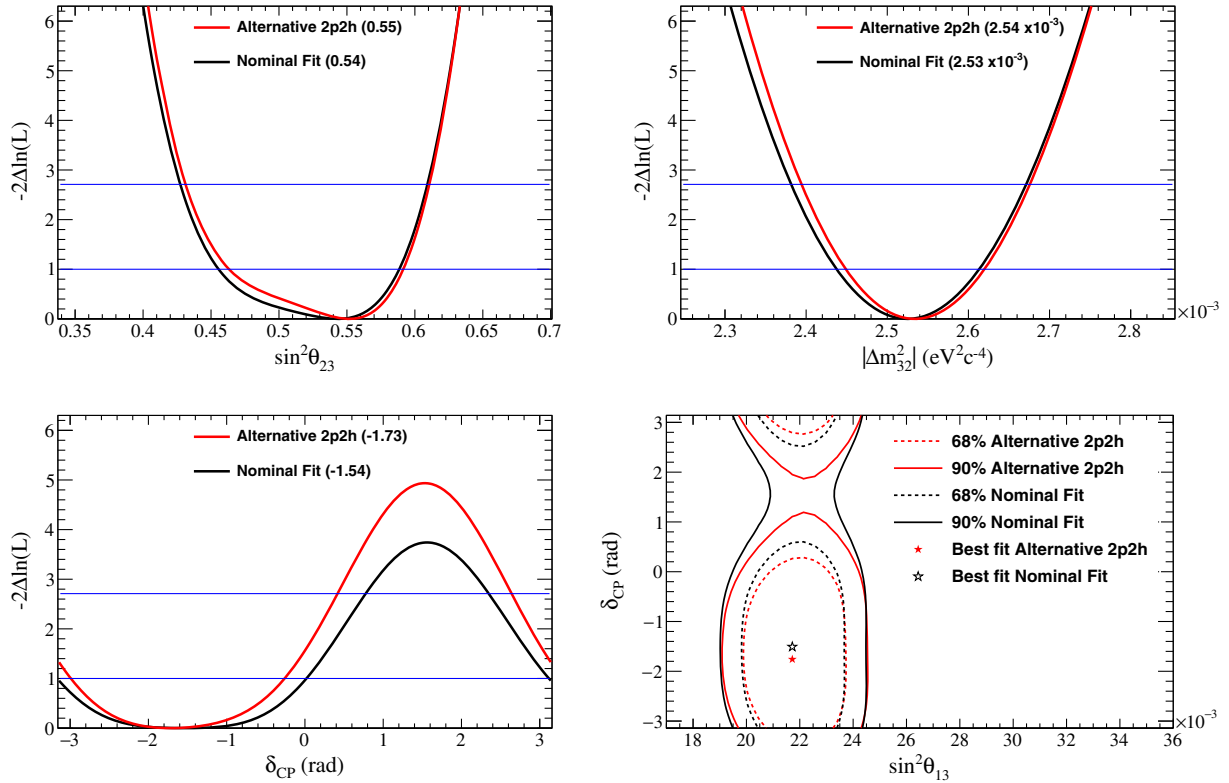 Alternative 2p2h (0.55)
Nominal Fit (0.54)
-2Δln(L)
6
5
4
3
2
1
0
0.35 0.4 0.45 0.5 0.55 0.6 0.65 0.7
sin²θ₂₃
Alternative 2p2h (2.54 x10⁻³)
Nominal Fit (2.53 x10⁻³)
-2Δln(L)
6
5
4
3
2
1
0
2.3 2.4 2.5 2.6 2.7 2.8
×10⁻³
|Δm²₃₂| (eV²c⁻⁴)
Alternative 2p2h (-1.73)
Nominal Fit (-1.54)
-2Δln(L)
6
5
4
3
2
1
0
−3 −2 −1 0 1 2 3
δCP (rad)
68% Alternative 2p2h
90% Alternative 2p2h
68% Nominal Fit
90% Nominal Fit
Best fit Alternative 2p2h
Best fit Nominal Fit
δCP (rad)
3
2
1
0
−1
−2
−3
18 20 22 24 26 28 30 32 34 36
×10⁻³
sin²θ₁₃